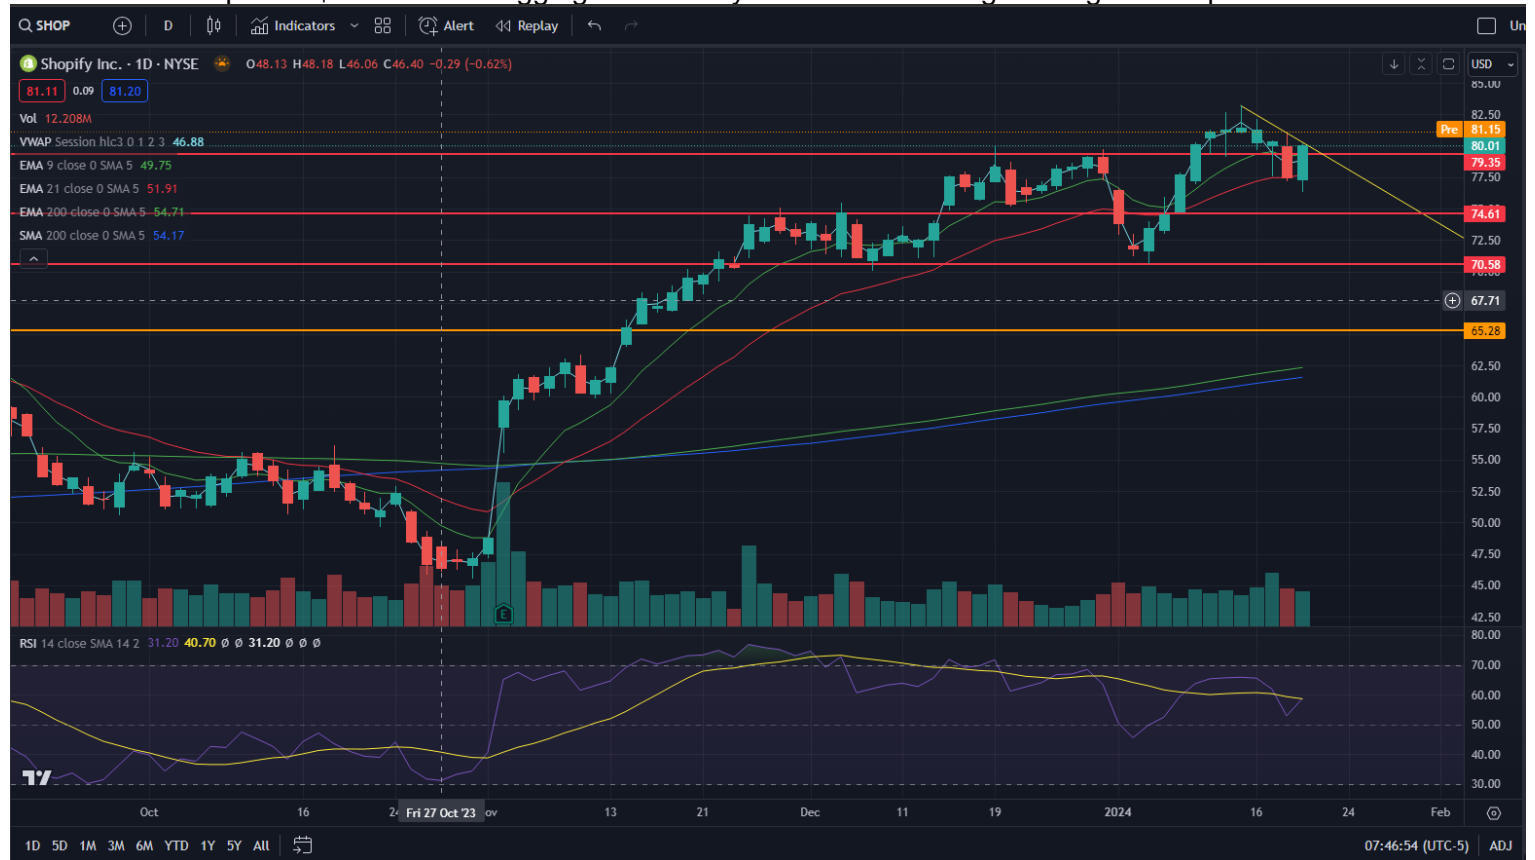 SHOP D Indicators Alert Replay Un
Shopify Inc. · 1D · NYSE O48.13 H48.18 L46.06 C46.40 −0.29 (−0.62%) USD
81.11 0.09 81.20
Vol 12.208M
VWAP Session hlc3 0 1 2 3 46.88
EMA 9 close 0 SMA 5 49.75
EMA 21 close 0 SMA 5 51.91
EMA 200 close 0 SMA 5 54.71
SMA 200 close 0 SMA 5 54.17
85.00
82.50
Pre 81.15
80.01
79.35
77.50
74.61
72.50
70.58
70.00
67.71
65.28
62.50
60.00
57.50
55.00
52.50
50.00
47.50
45.00
E
42.50
RSI 14 close SMA 14 2 31.20 40.70 Ø Ø 31.20 Ø Ø Ø
80.00
70.00
60.00
50.00
40.00
30.00
Oct 16 24 Fri 27 Oct '23 ov 13 21 Dec 11 19 2024 16 24 Feb
1D 5D 1M 3M 6M YTD 1Y 5Y All 07:46:54 (UTC-5) ADJ